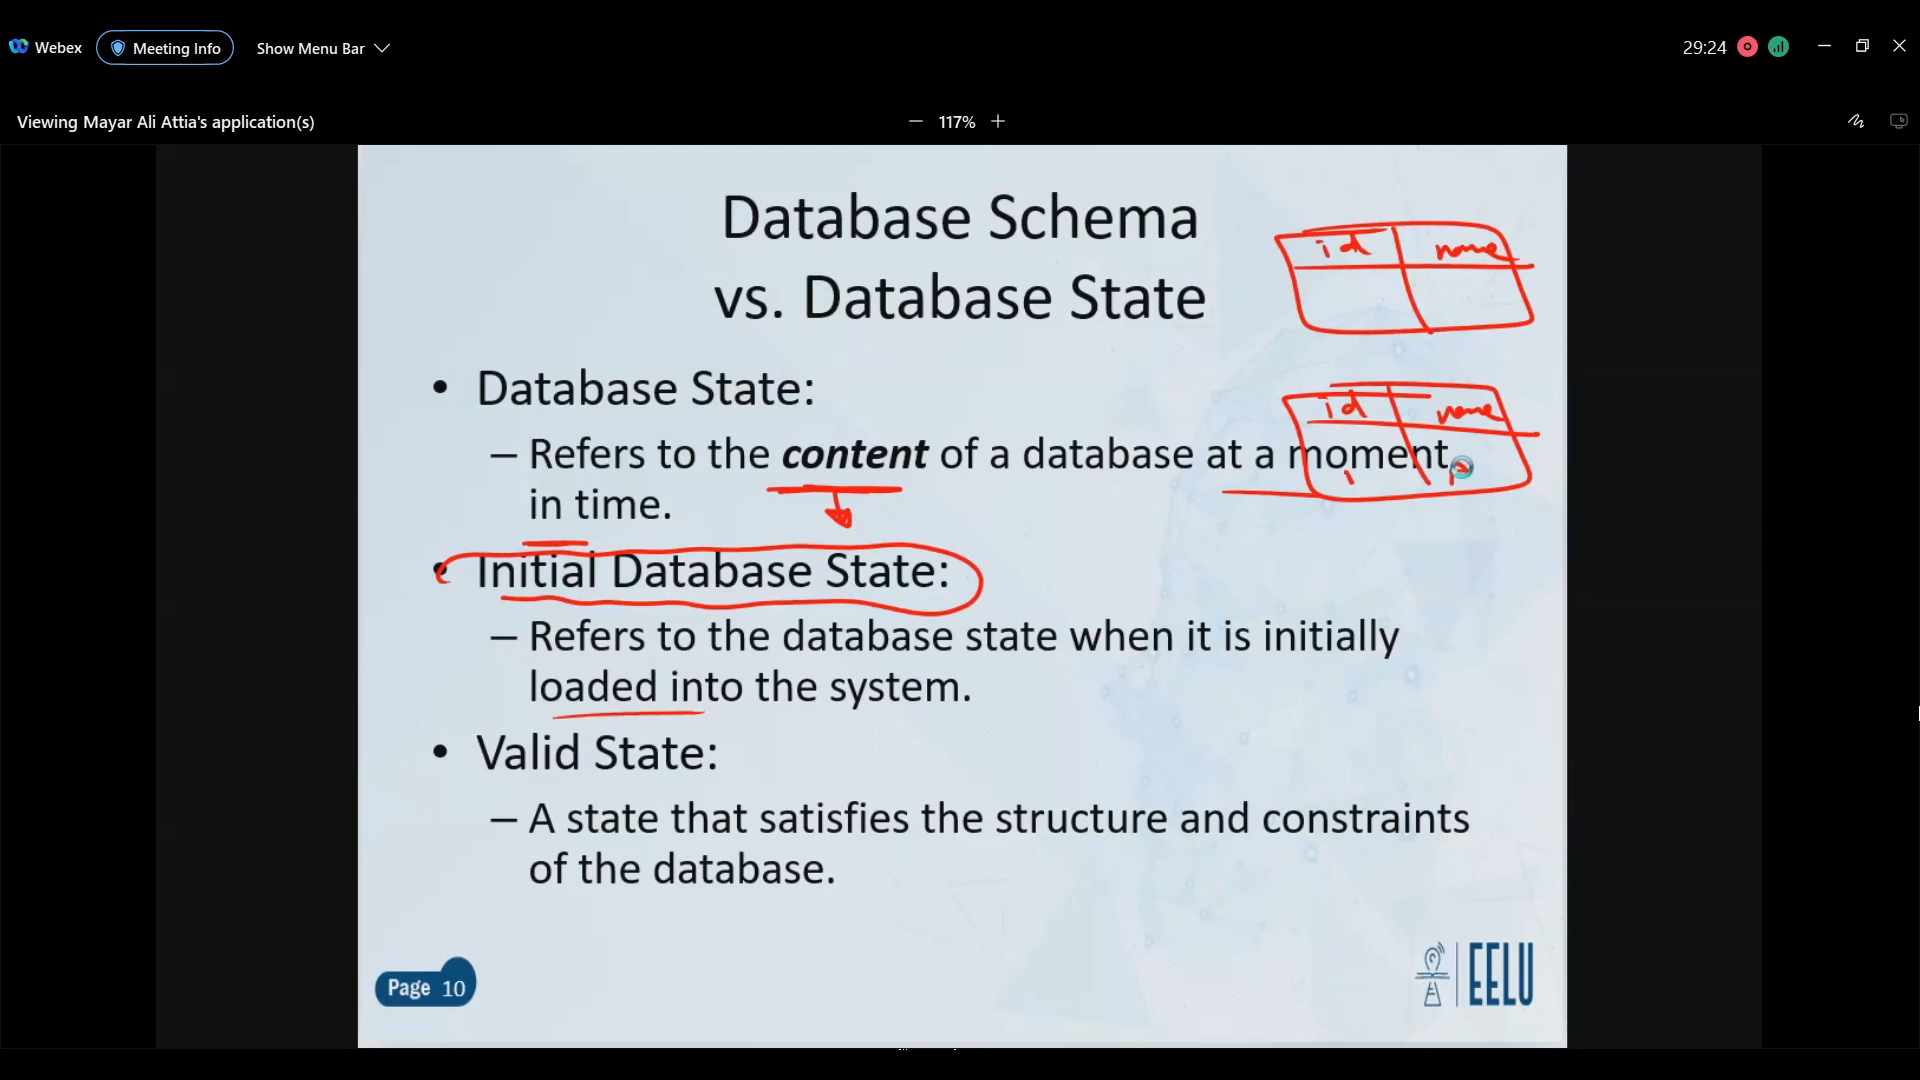 Webex
Meeting Info
Show Menu Bar
29:24
Viewing Mayar Ali Attia's application(s)
117%
Database Schema
vs. Database State
id name
• Database State:
id name
– Refers to the content of a database at a moment
in time.
• Initial Database State:
– Refers to the database state when it is initially
loaded into the system.
• Valid State:
– A state that satisfies the structure and constraints
of the database.
Page 10
EELU